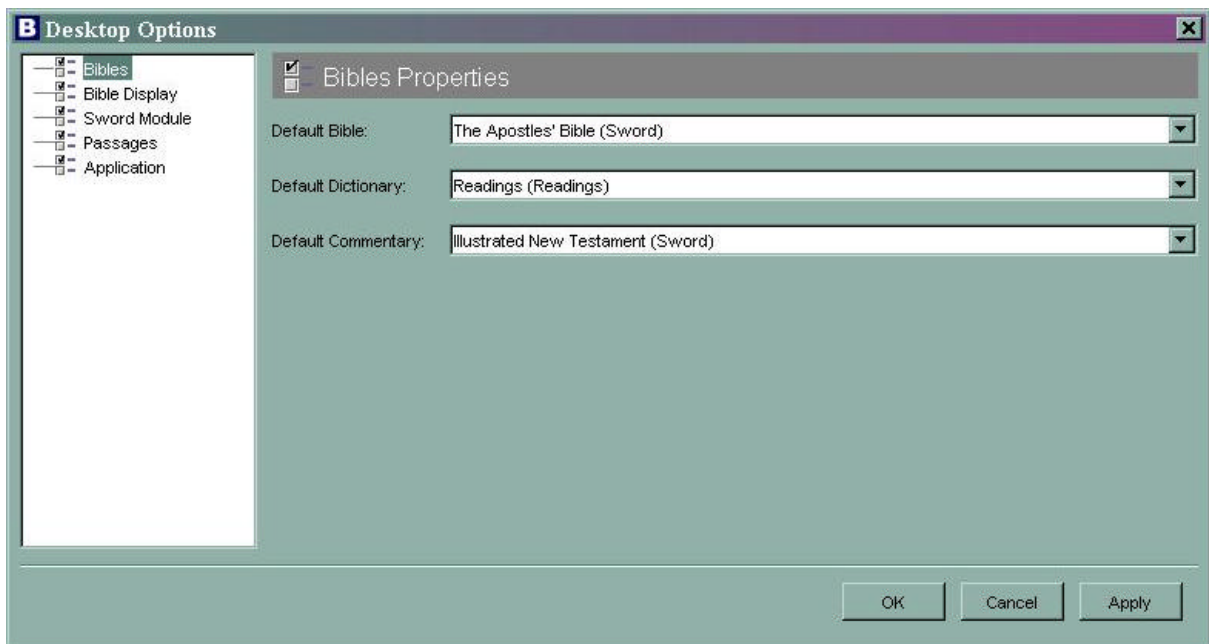 B Desktop Options
Bibles
Bible Display
Sword Module
Passages
Application
Bibles Properties
Default Bible: The Apostles' Bible (Sword)
Default Dictionary: Readings (Readings)
Default Commentary: Illustrated New Testament (Sword)
OK Cancel Apply